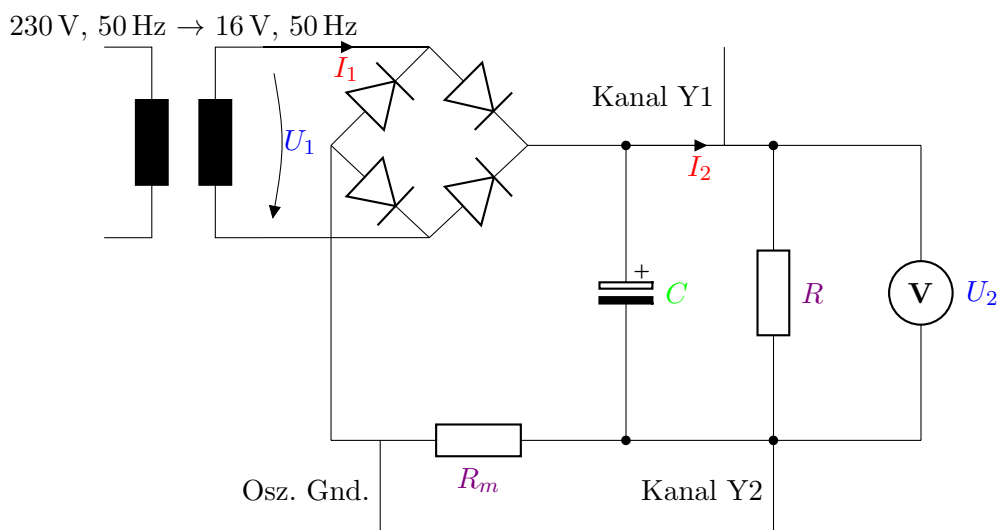 230 V, 50 Hz → 16 V, 50 Hz
I₁
Kanal Y1
U₁
I₂
+
C
R
V
U₂
Rₘ
Osz. Gnd.
Kanal Y2